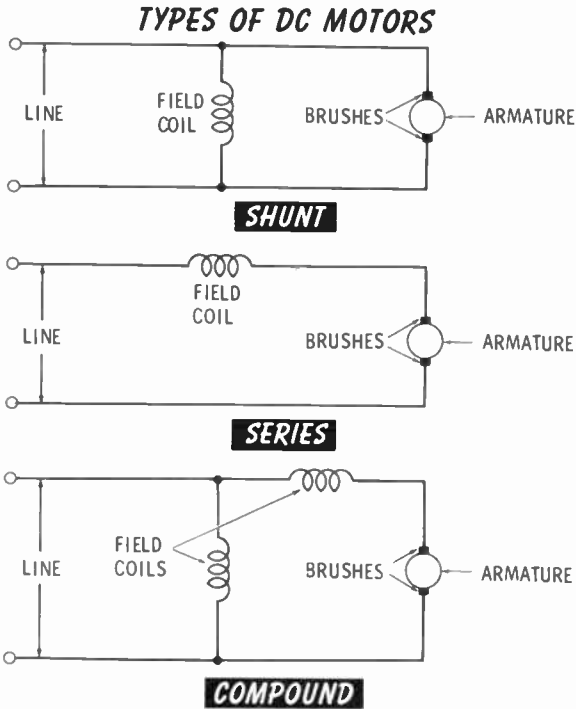 TYPES OF DC MOTORS
LINE
FIELD
COIL
BRUSHES
ARMATURE
SHUNT
LINE
FIELD
COIL
BRUSHES
ARMATURE
SERIES
LINE
FIELD
COILS
BRUSHES
ARMATURE
COMPOUND